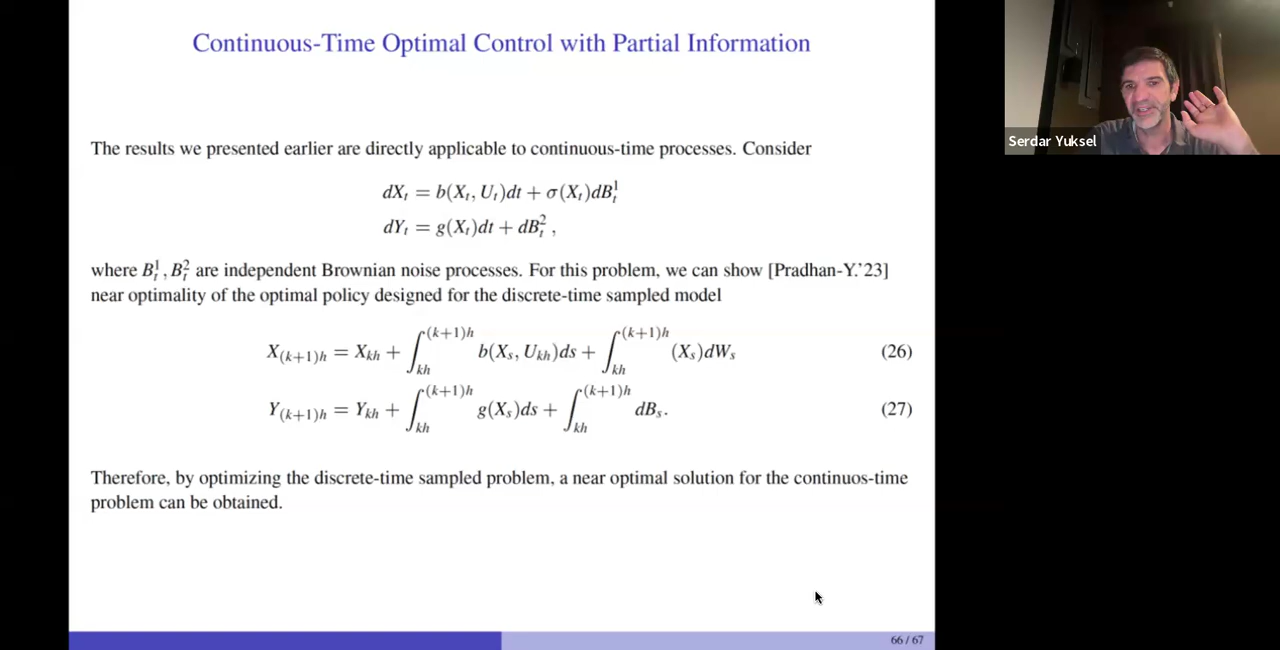 Continuous-Time Optimal Control with Partial Information
The results we presented earlier are directly applicable to continuous-time processes. Consider
dX_t = b(X_t, U_t)dt + σ(X_t)dB_t^1
dY_t = g(X_t)dt + dB_t^2 ,
where B_t^1, B_t^2 are independent Brownian noise processes. For this problem, we can show [Pradhan-Y.'23]
near optimality of the optimal policy designed for the discrete-time sampled model
X_{(k+1)h} = X_{kh} + ∫_{kh}^{(k+1)h} b(X_s, U_{kh})ds + ∫_{kh}^{(k+1)h} (X_s)dW_s (26)
Y_{(k+1)h} = Y_{kh} + ∫_{kh}^{(k+1)h} g(X_s)ds + ∫_{kh}^{(k+1)h} dB_s. (27)
Therefore, by optimizing the discrete-time sampled problem, a near optimal solution for the continuos-time
problem can be obtained.
66 / 67
Serdar Yuksel